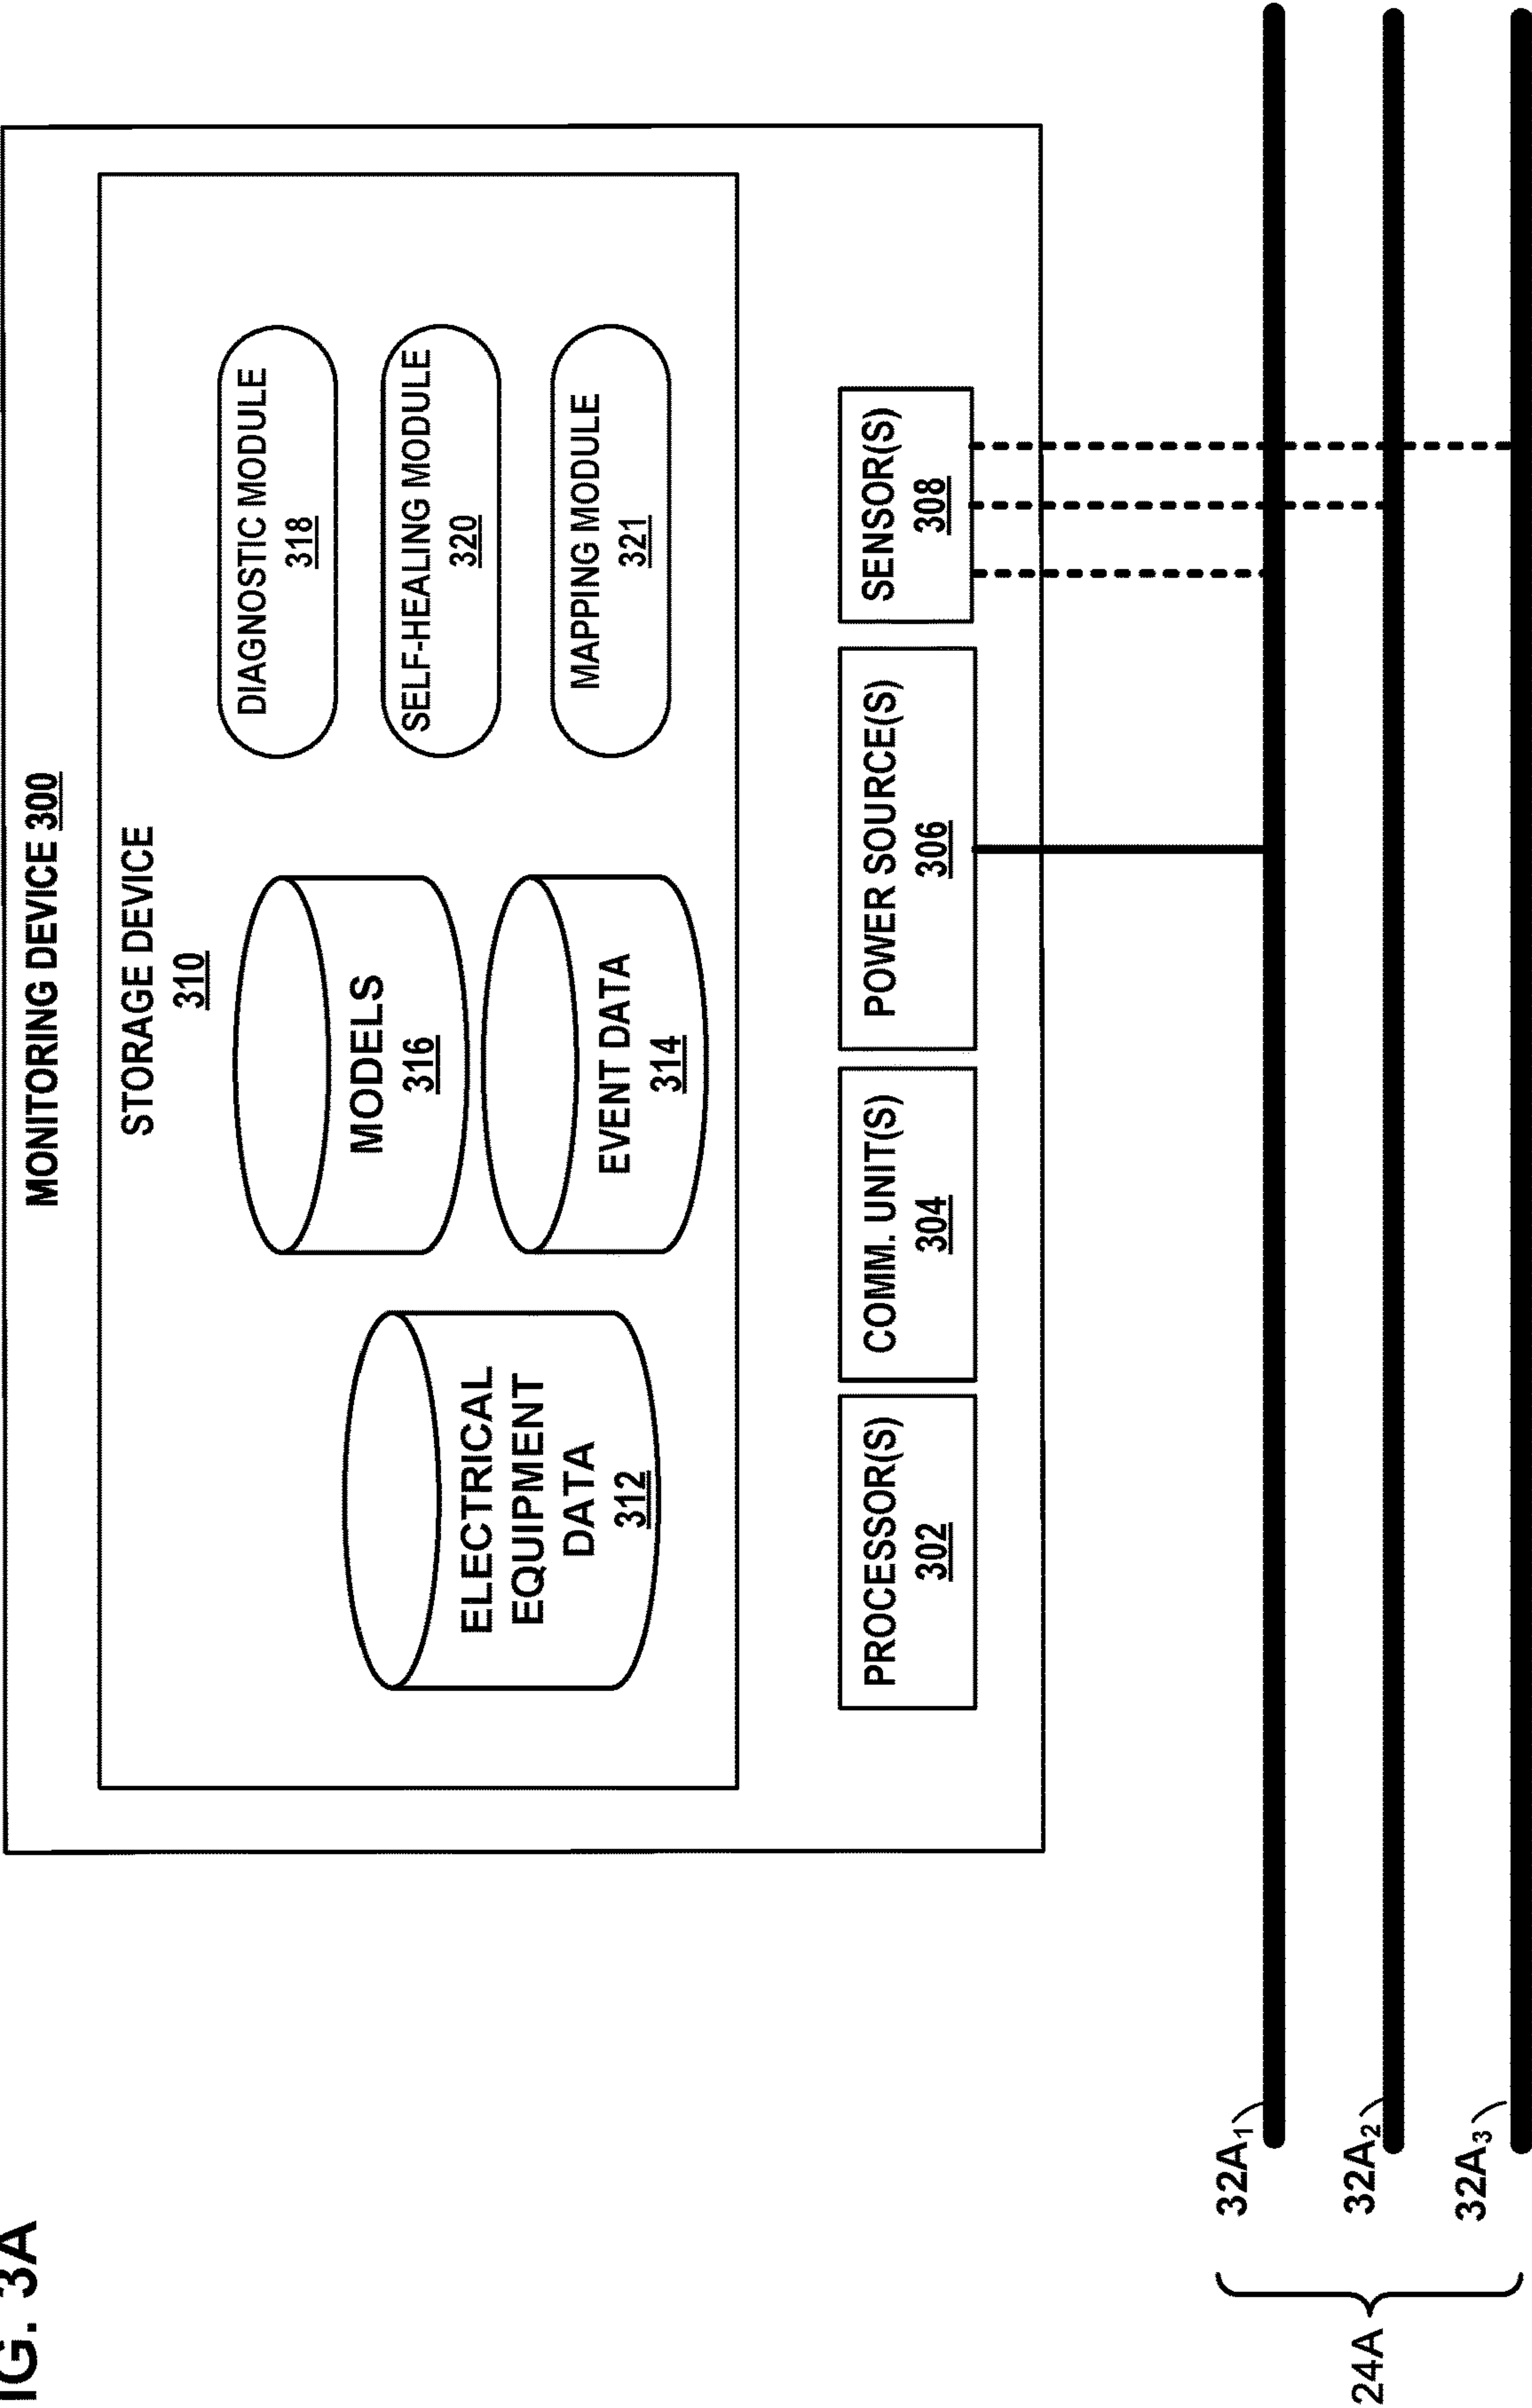 IG. 3A
MONITORING DEVICE 300
STORAGE DEVICE
310
ELECTRICAL
EQUIPMENT
DATA
312
MODELS
316
EVENT DATA
314
DIAGNOSTIC MODULE
318
SELF-HEALING MODULE
320
MAPPING MODULE
321
PROCESSOR(S)
302
COMM. UNIT(S)
304
POWER SOURCE(S)
306
SENSOR(S)
308
24A
32A₁
32A₂
32A₃